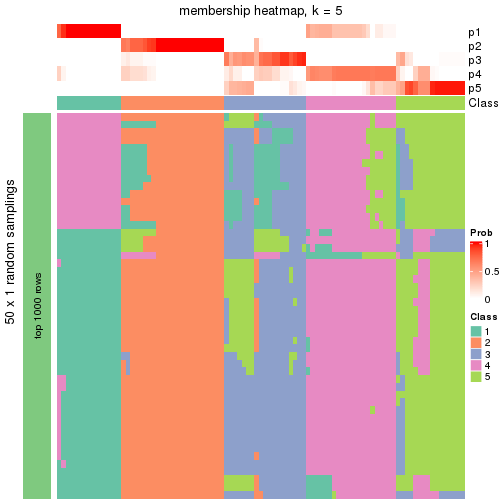 membership heatmap, k = 5
p1
p2
p3
p4
p5
Class
50 x 1 random samplings
top 1000 rows
Prob
1
0.5
0
Class
1
2
3
4
5